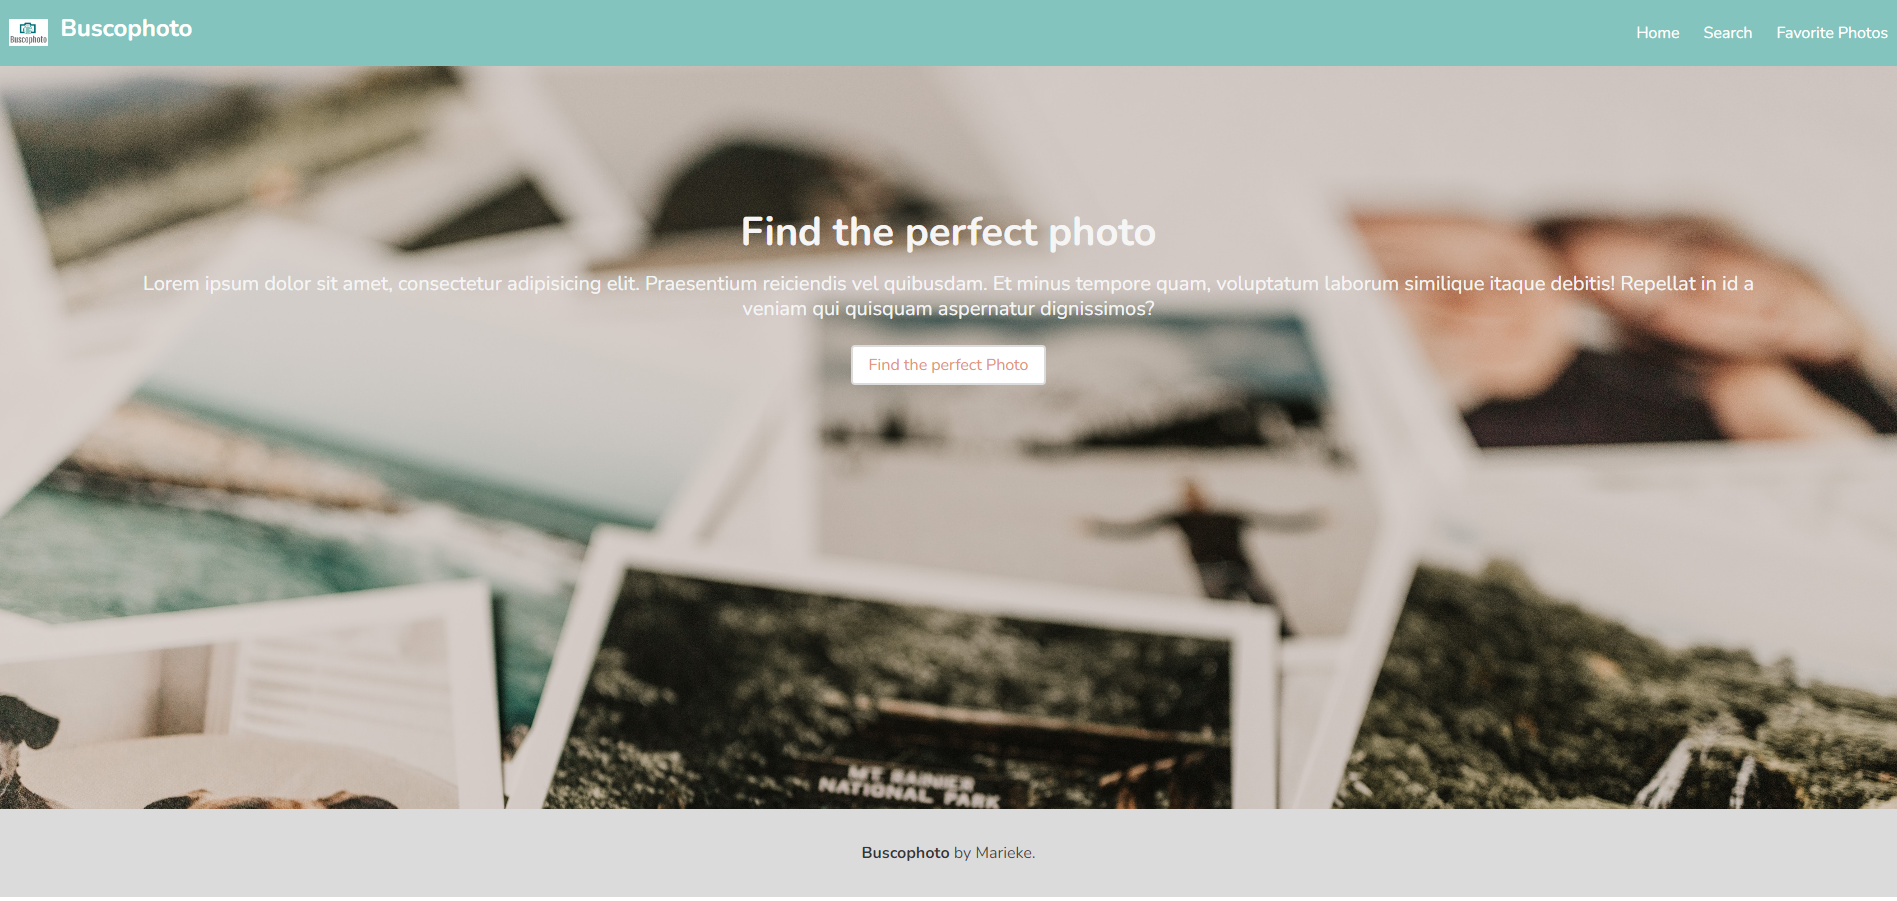 Buscophoto
Buscophoto
Home Search Favorite Photos
Find the perfect photo
Lorem ipsum dolor sit amet, consectetur adipisicing elit. Praesentium reiciendis vel quibusdam. Et minus tempore quam, voluptatum laborum similique itaque debitis! Repellat in id a
veniam qui quisquam aspernatur dignissimos?
Find the perfect Photo
MT. RAINIER
NATIONAL PARK
Buscophoto by Marieke.